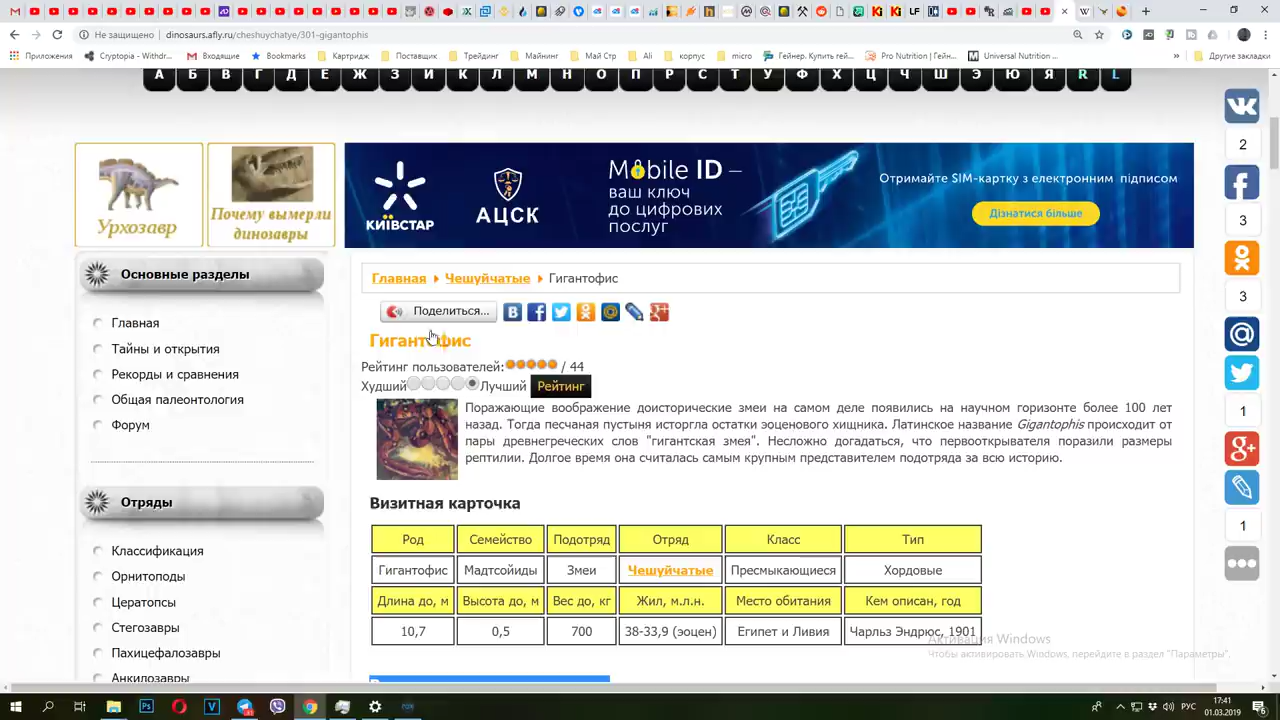 Не защищено
dinosaurs.afly.ru/cheshuychatye/301-gigantophis
Приложения
Cryptopia - Withdr...
Входящие
Bookmarks
Картридж
Поставщик
Трейдинг
Майнинг
Май Стр
Ali
корпус
micro
Гейнер. Купить гей...
Pro Nutrition | Гейн...
Universal Nutrition ...
»
Другие закладки
А Б В Г Д Е Ж З И К Л М Н О П Р С Т У Ф Х Ц Ч Ш Э Ю Я R L
Урхозавр
Почему вымерли
динозавры
КИЇВСТАР
АЦСК
Mobile ID –
ваш ключ
до цифрових
послуг
Отримайте SIM-картку з електронним підписом
Дізнатися більше
2
3
3
1
1
Основные разделы
Главная
Тайны и открытия
Рекорды и сравнения
Общая палеонтология
Форум
Отряды
Классификация
Орнитоподы
Цератопсы
Стегозавры
Пахицефалозавры
Анкилозавры
Главная Чешуйчатые Гигантофис
Поделиться...
Гигантофис
Рейтинг пользователей: / 44
Худший Лучший Рейтинг
Поражающие воображение доисторические змеи на самом деле появились на научном горизонте более 100 лет
назад. Тогда песчаная пустыня исторгла остатки эоценового хищника. Латинское название Gigantophis происходит от
пары древнегреческих слов "гигантская змея". Несложно догадаться, что первооткрывателя поразили размеры
рептилии. Долгое время она считалась самым крупным представителем подотряда за всю историю.
Визитная карточка
Род Семейство Подотряд Отряд Класс Тип
Гигантофис Мадтсойиды Змеи Чешуйчатые Пресмыкающиеся Хордовые
Длина до, м Высота до, м Вес до, кг Жил, м.л.н. Место обитания Кем описан, год
10,7 0,5 700 38-33,9 (эоцен) Египет и Ливия Чарльз Эндрюс, 1901
Активация Windows
Чтобы активировать Windows, перейдите в раздел "Параметры".
РУС
17:41
01.03.2019